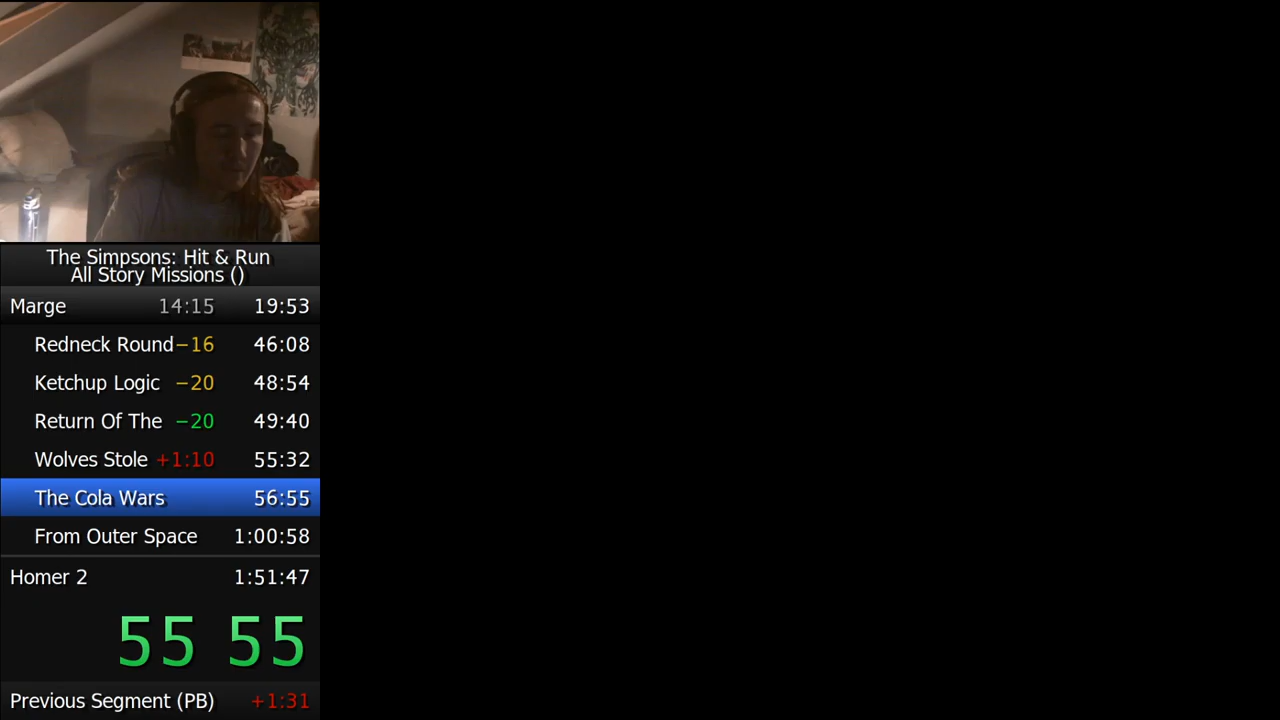 The Simpsons: Hit & Run
All Story Missions ()
Marge 14:15 19:53
Redneck Round −16 46:08
Ketchup Logic −20 48:54
Return Of The −20 49:40
Wolves Stole +1:10 55:32
The Cola Wars 56:55
From Outer Space 1:00:58
Homer 2 1:51:47
55 55
Previous Segment (PB) +1:31